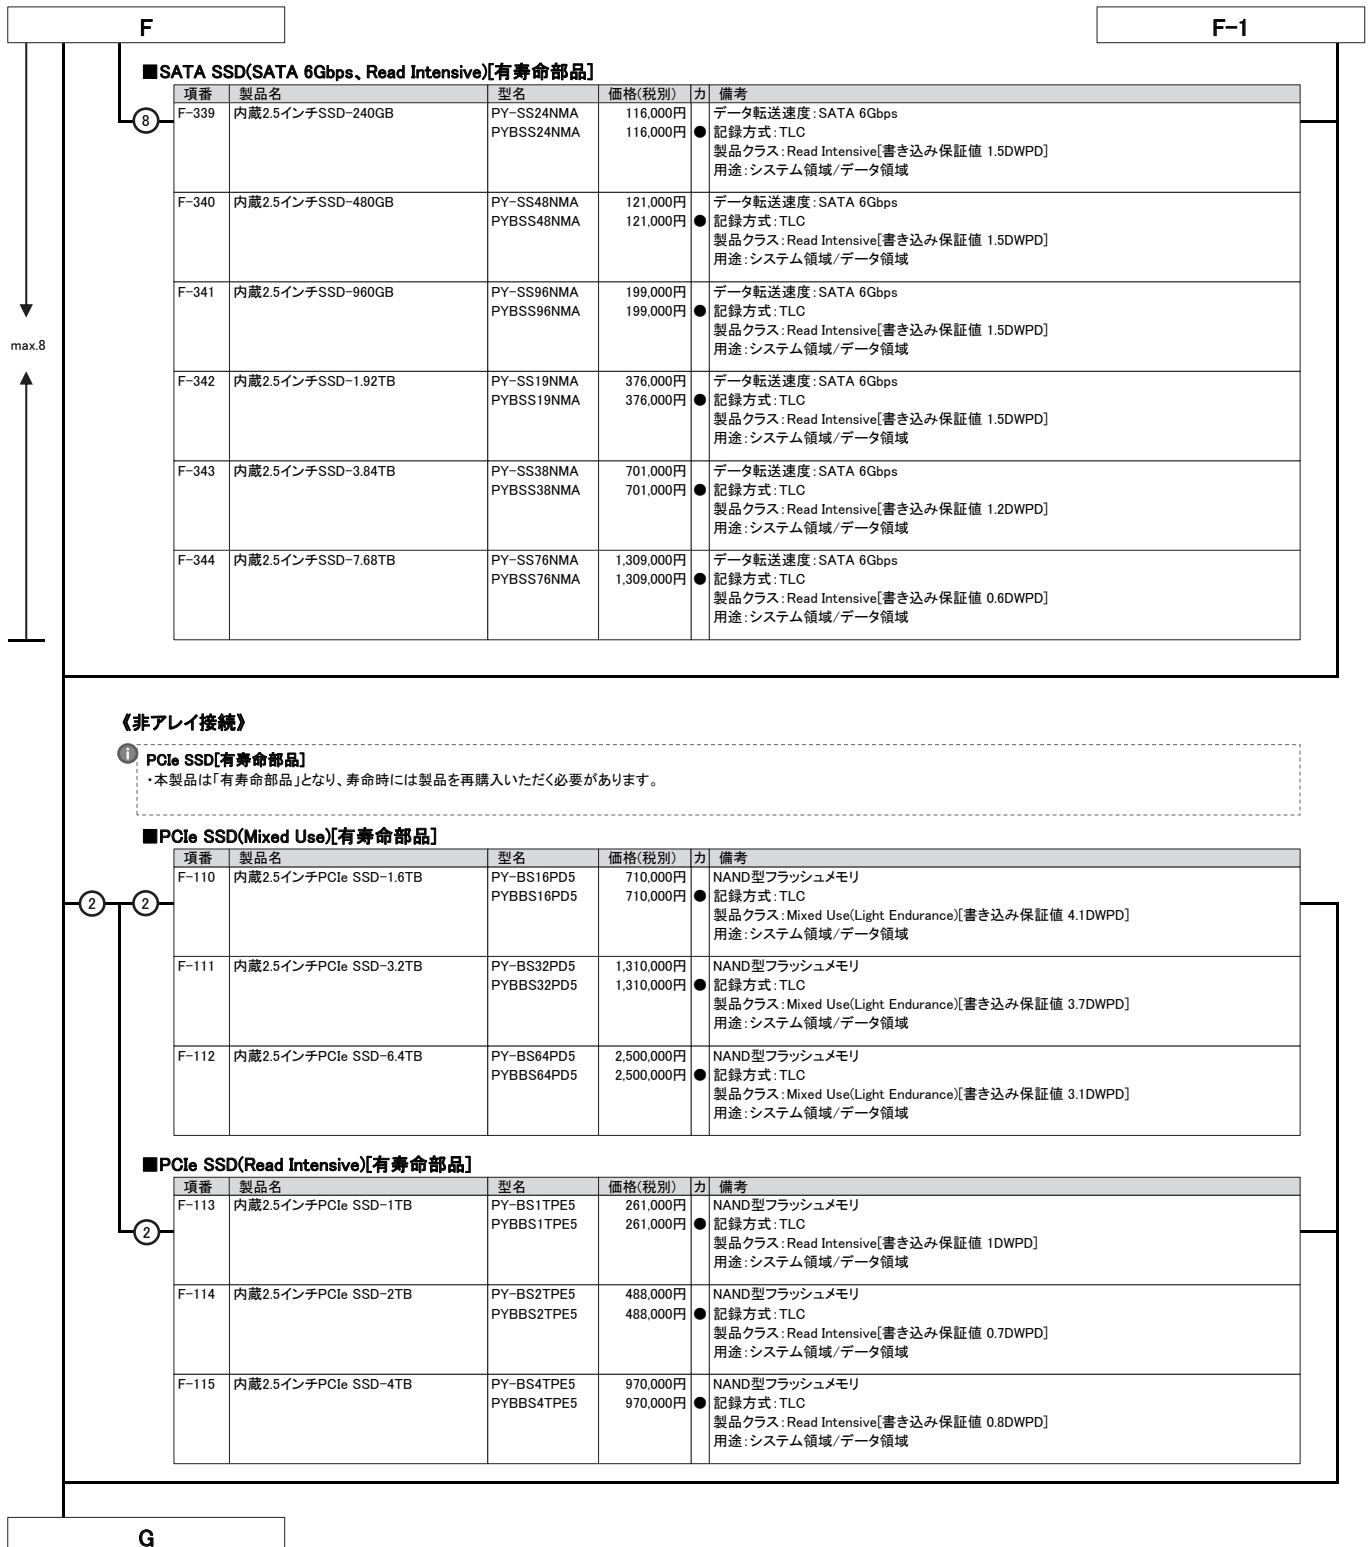 F
F-1
■SATA SSD(SATA 6Gbps、Read Intensive)[有寿命部品]
項番 製品名 型名 価格(税別) カ 備考
F-339 内蔵2.5インチSSD-240GB PY-SS24NMA 116,000円 データ転送速度:SATA 6Gbps
8
PYBSS24NMA 116,000円 ● 記録方式:TLC
製品クラス:Read Intensive[書き込み保証値 1.5DWPD]
用途:システム領域/データ領域
F-340 内蔵2.5インチSSD-480GB PY-SS48NMA 121,000円 データ転送速度:SATA 6Gbps
PYBSS48NMA 121,000円 ● 記録方式:TLC
製品クラス:Read Intensive[書き込み保証値 1.5DWPD]
用途:システム領域/データ領域
F-341 内蔵2.5インチSSD-960GB PY-SS96NMA 199,000円 データ転送速度:SATA 6Gbps
PYBSS96NMA 199,000円 ● 記録方式:TLC
製品クラス:Read Intensive[書き込み保証値 1.5DWPD]
max.8
用途:システム領域/データ領域
F-342 内蔵2.5インチSSD-1.92TB PY-SS19NMA 376,000円 データ転送速度:SATA 6Gbps
PYBSS19NMA 376,000円 ● 記録方式:TLC
製品クラス:Read Intensive[書き込み保証値 1.5DWPD]
用途:システム領域/データ領域
F-343 内蔵2.5インチSSD-3.84TB PY-SS38NMA 701,000円 データ転送速度:SATA 6Gbps
PYBSS38NMA 701,000円 ● 記録方式:TLC
製品クラス:Read Intensive[書き込み保証値 1.2DWPD]
用途:システム領域/データ領域
F-344 内蔵2.5インチSSD-7.68TB PY-SS76NMA 1,309,000円 データ転送速度:SATA 6Gbps
PYBSS76NMA 1,309,000円 ● 記録方式:TLC
製品クラス:Read Intensive[書き込み保証値 0.6DWPD]
用途:システム領域/データ領域
《非アレイ接続》
i PCIe SSD[有寿命部品]
・本製品は「有寿命部品」となり、寿命時には製品を再購入いただく必要があります。
■PCIe SSD(Mixed Use)[有寿命部品]
項番 製品名 型名 価格(税別) カ 備考
F-110 内蔵2.5インチPCIe SSD-1.6TB PY-BS16PD5 710,000円 NAND型フラッシュメモリ
2 2
PYBBS16PD5 710,000円 ● 記録方式:TLC
製品クラス:Mixed Use(Light Endurance)[書き込み保証値 4.1DWPD]
用途:システム領域/データ領域
F-111 内蔵2.5インチPCIe SSD-3.2TB PY-BS32PD5 1,310,000円 NAND型フラッシュメモリ
PYBBS32PD5 1,310,000円 ● 記録方式:TLC
製品クラス:Mixed Use(Light Endurance)[書き込み保証値 3.7DWPD]
用途:システム領域/データ領域
F-112 内蔵2.5インチPCIe SSD-6.4TB PY-BS64PD5 2,500,000円 NAND型フラッシュメモリ
PYBBS64PD5 2,500,000円 ● 記録方式:TLC
製品クラス:Mixed Use(Light Endurance)[書き込み保証値 3.1DWPD]
用途:システム領域/データ領域
■PCIe SSD(Read Intensive)[有寿命部品]
項番 製品名 型名 価格(税別) カ 備考
F-113 内蔵2.5インチPCIe SSD-1TB PY-BS1TPE5 261,000円 NAND型フラッシュメモリ
2
PYBBS1TPE5 261,000円 ● 記録方式:TLC
製品クラス:Read Intensive[書き込み保証値 1DWPD]
用途:システム領域/データ領域
F-114 内蔵2.5インチPCIe SSD-2TB PY-BS2TPE5 488,000円 NAND型フラッシュメモリ
PYBBS2TPE5 488,000円 ● 記録方式:TLC
製品クラス:Read Intensive[書き込み保証値 0.7DWPD]
用途:システム領域/データ領域
F-115 内蔵2.5インチPCIe SSD-4TB PY-BS4TPE5 970,000円 NAND型フラッシュメモリ
PYBBS4TPE5 970,000円 ● 記録方式:TLC
製品クラス:Read Intensive[書き込み保証値 0.8DWPD]
用途:システム領域/データ領域
G